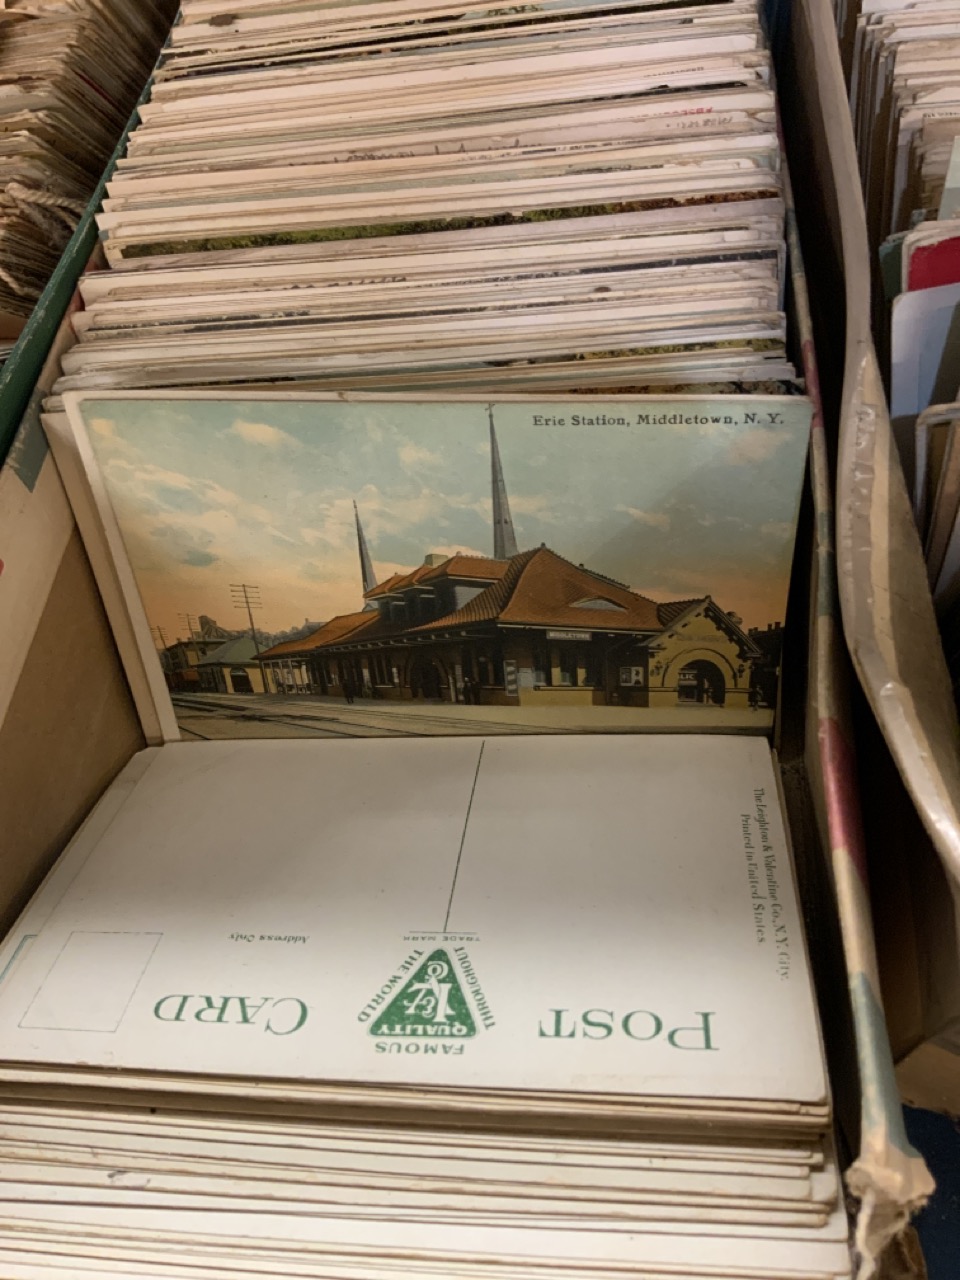 Erie Station, Middletown, N. Y.
MIDDLETOWN
The Leighton & Valentine Co., N.Y. City.
Printed in United States.
POST CARD
Address Only
TRADE MARK
FAMOUS
THROUGHOUT
THE WORLD
QUALITY